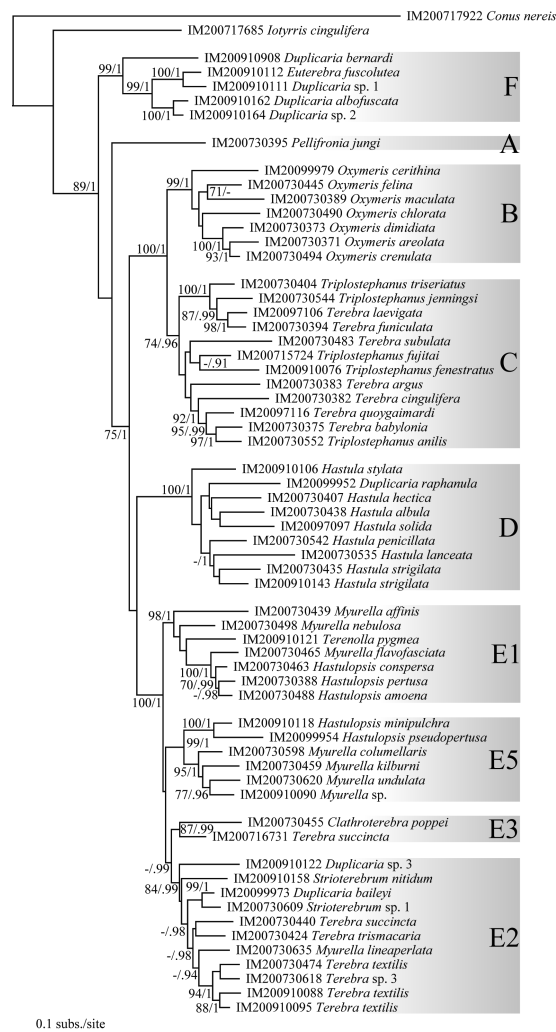 IM200717922 Conus nereis
IM200717685 Iotyrris cingulifera
IM200910908 Duplicaria bernardi
99/1
100/1
IM200910112 Euterebra fuscolutea
99/1
IM200910111 Duplicaria sp. 1
F
IM200910162 Duplicaria albofuscata
100/1
IM200910164 Duplicaria sp. 2
IM200730395 Pellifronia jungi
A
89/1
IM20099979 Oxymeris cerithina
99/1
IM200730445 Oxymeris felina
71/-
IM200730389 Oxymeris maculata
IM200730490 Oxymeris chlorata
B
IM200730373 Oxymeris dimidiata
100/1
100/1
IM200730371 Oxymeris areolata
93/1
IM200730494 Oxymeris crenulata
IM200730404 Triplostephanus triseriatus
100/1
IM200730544 Triplostephanus jenningsi
87/.99
IM20097106 Terebra laevigata
98/1
IM200730394 Terebra funiculata
74/.96
IM200730483 Terebra subulata
IM200715724 Triplostephanus fujitai
-/.91
IM200910076 Triplostephanus fenestratus
C
IM200730383 Terebra argus
IM200730382 Terebra cingulifera
92/1
IM20097116 Terebra quoygaimardi
95/.99
IM200730375 Terebra babylonia
97/1
IM200730552 Triplostephanus anilis
75/1
IM200910106 Hastula stylata
100/1
IM20099952 Duplicaria raphanula
IM200730407 Hastula hectica
IM200730438 Hastula albula
IM20097097 Hastula solida
D
IM200730542 Hastula penicillata
-/1
IM200730535 Hastula lanceata
IM200730435 Hastula strigilata
IM200910143 Hastula strigilata
IM200730439 Myurella affinis
98/1
IM200730498 Myurella nebulosa
IM200910121 Terenolla pygmea
IM200730465 Myurella flavofasciata
E1
100/1
IM200730463 Hastulopsis conspersa
70/.99
IM200730388 Hastulopsis pertusa
-/.98
IM200730488 Hastulopsis amoena
100/1
100/1
IM200910118 Hastulopsis minipulchra
IM20099954 Hastulopsis pseudopertusa
99/1
IM200730598 Myurella columellaris
E5
95/1
IM200730459 Myurella kilburni
IM200730620 Myurella undulata
77/.96
IM200910090 Myurella sp.
IM200730455 Clathroterebra poppei
87/.99
E3
IM200716731 Terebra succincta
-/.99
IM200910122 Duplicaria sp. 3
84/.99
IM200910158 Strioterebrum nitidum
99/1
IM20099973 Duplicaria baileyi
IM200730609 Strioterebrum sp. 1
IM200730440 Terebra succincta
-/.98
IM200730424 Terebra trismacaria
E2
-/.98
IM200730635 Myurella lineaperlata
-/.94
IM200730474 Terebra textilis
IM200730618 Terebra sp. 3
94/1
IM200910088 Terebra textilis
88/1
IM200910095 Terebra textilis
0.1 subs./site